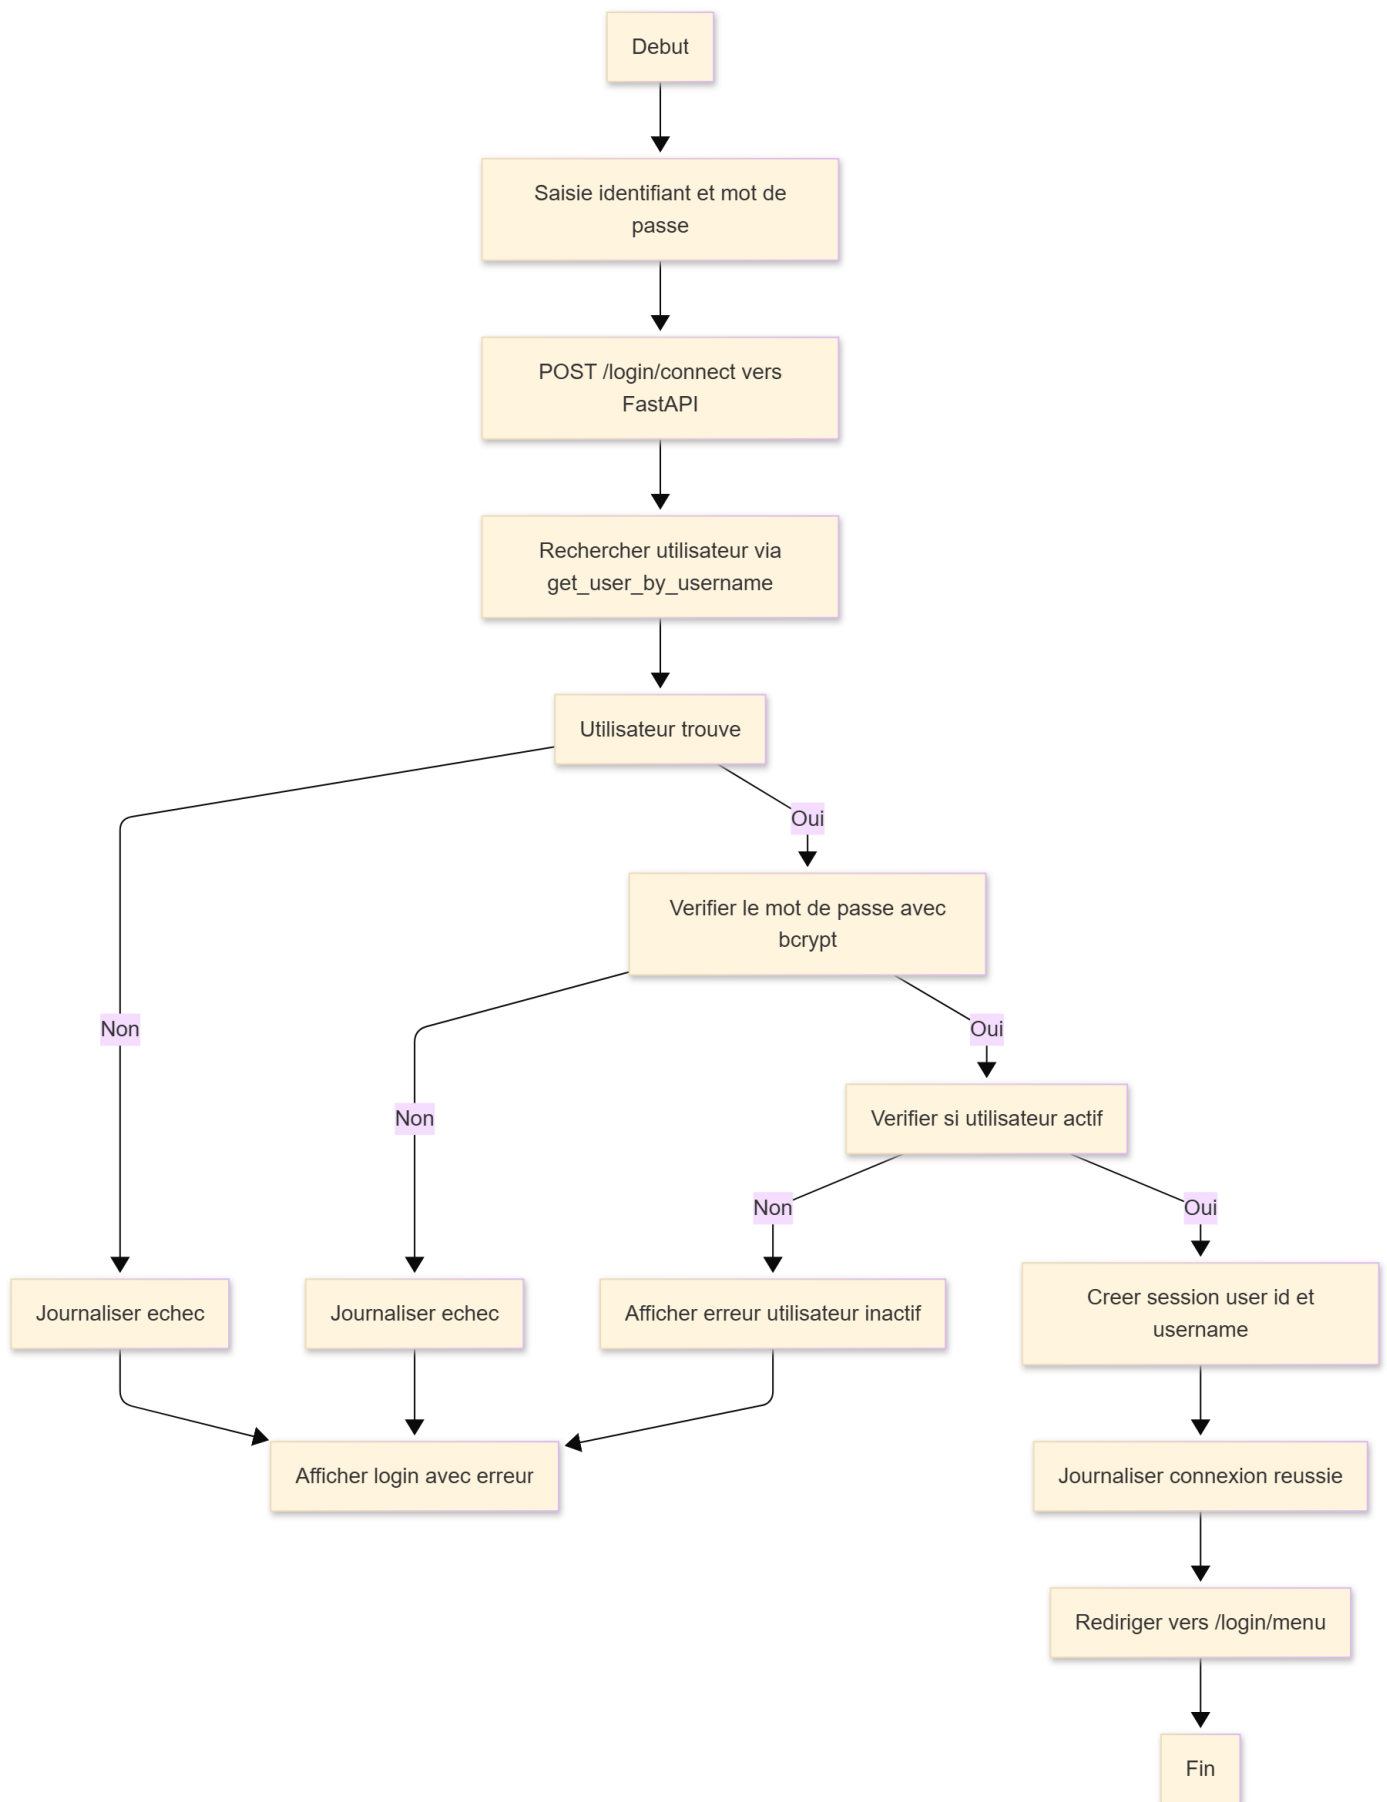 Debut
Saisie identifiant et mot de
passe
POST /login/connect vers
FastAPI
Rechercher utilisateur via
get_user_by_username
Utilisateur trouve
Oui
Verifier le mot de passe avec
bcrypt
Non
Oui
Non
Verifier si utilisateur actif
Non
Oui
Journaliser echec
Journaliser echec
Afficher erreur utilisateur inactif
Creer session user id et
username
Afficher login avec erreur
Journaliser connexion reussie
Rediriger vers /login/menu
Fin